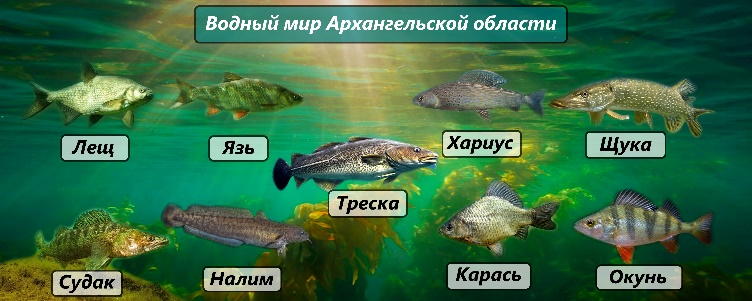 Водный мир Архангельской области
Лещ
Язь
Хариус
Щука
Треска
Судак
Налим
Карась
Окунь